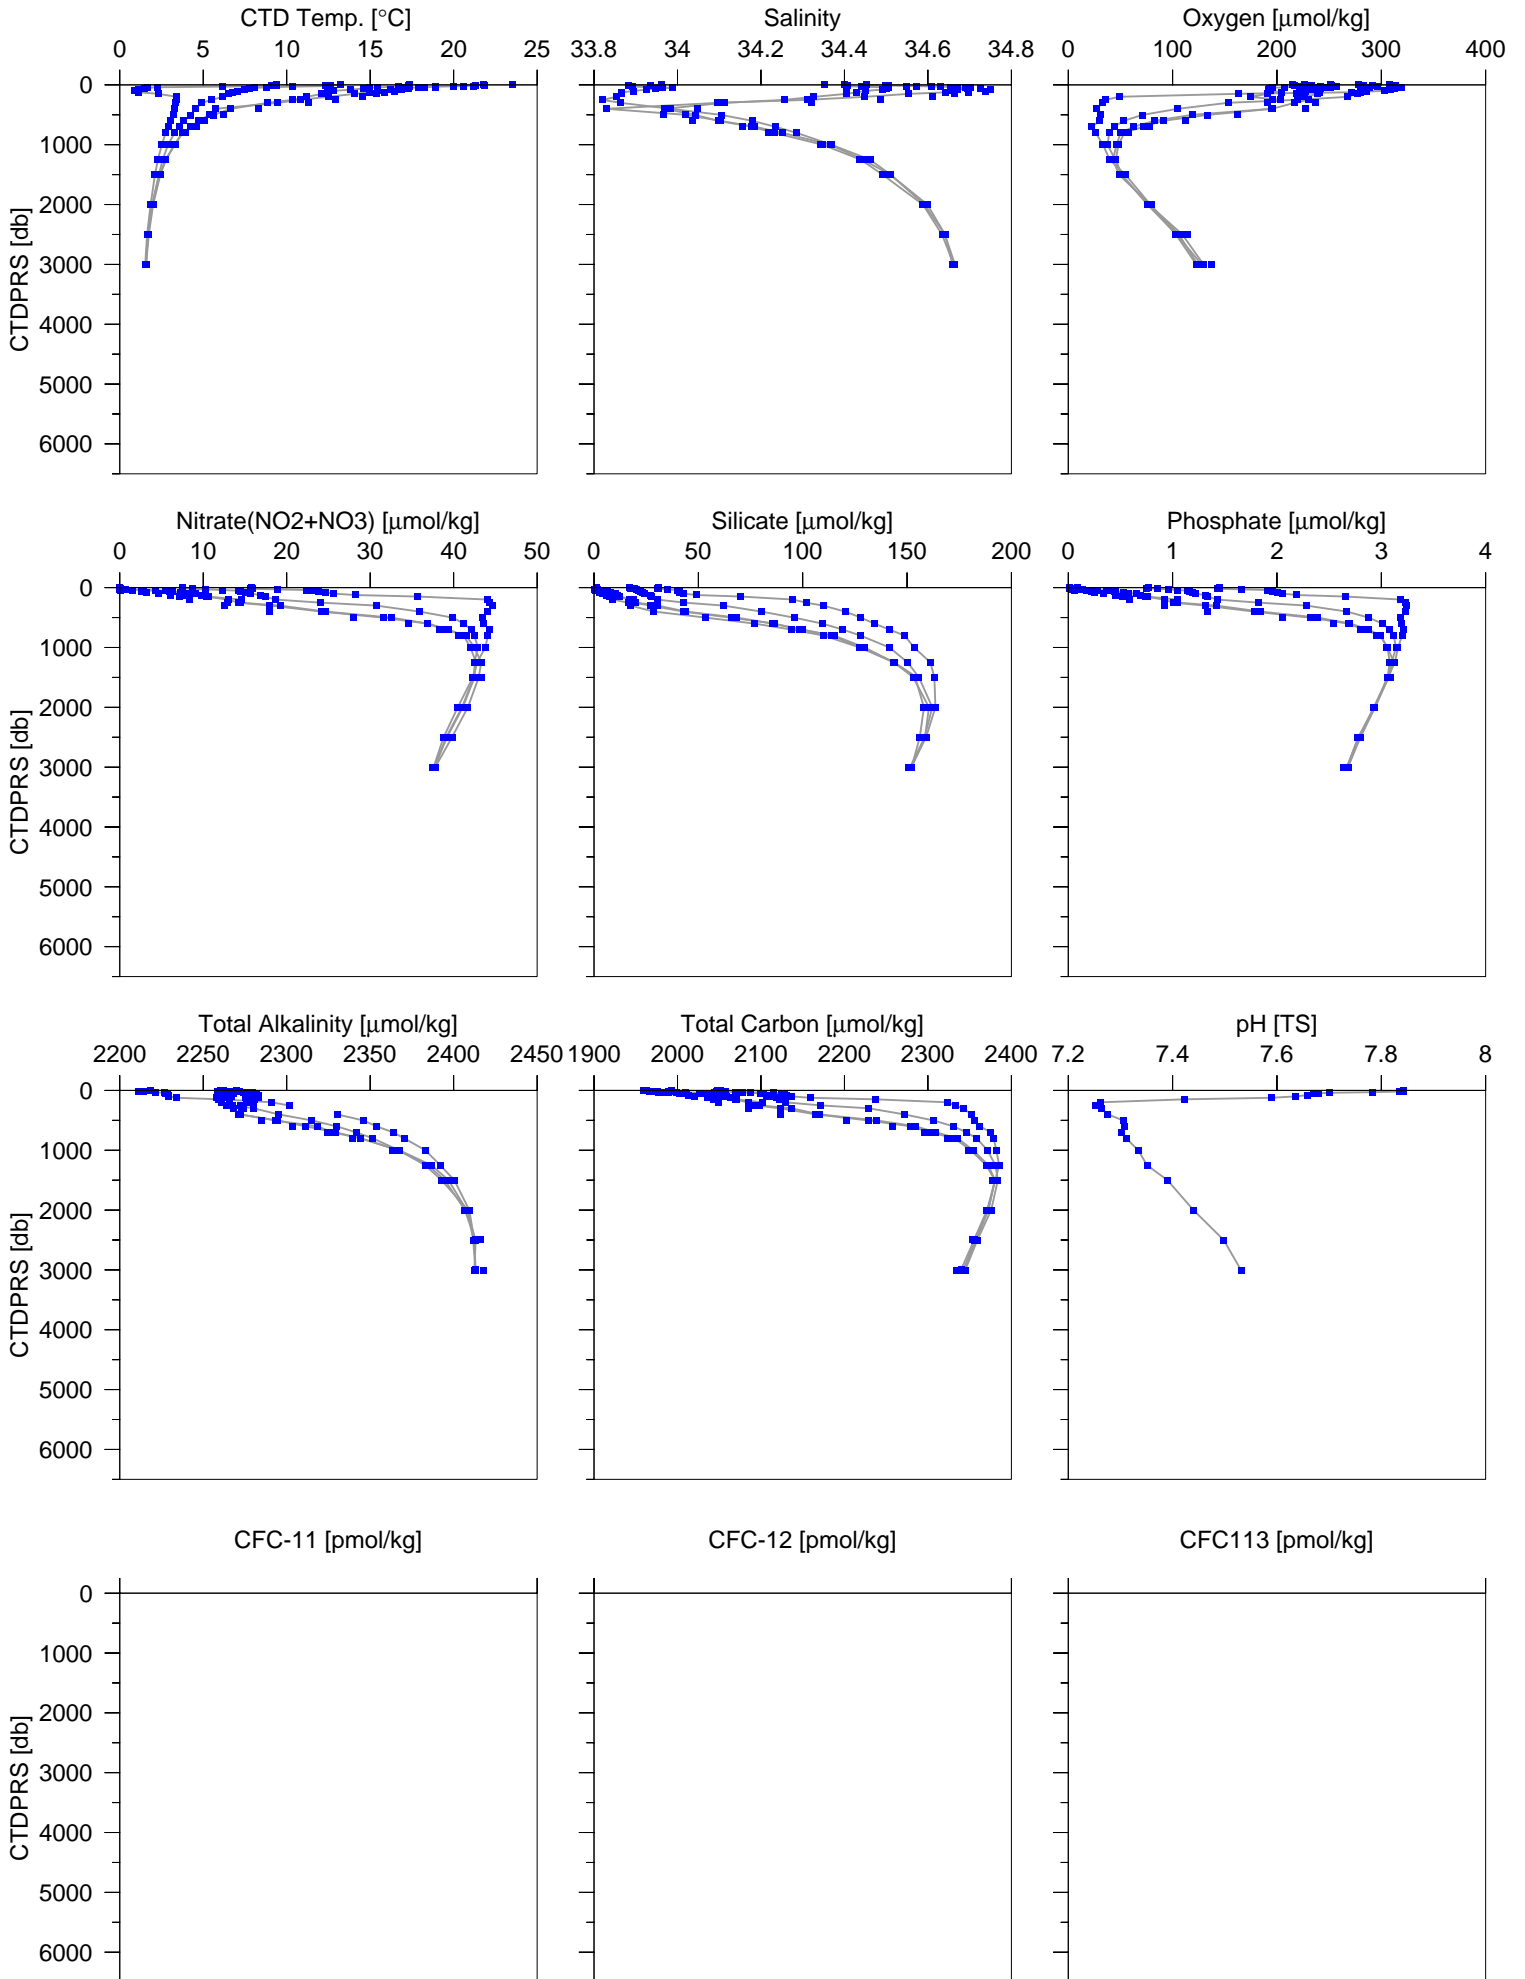 CTD Temp. [°C] Salinity Oxygen [μmol/kg]
0 5 10 15 20 25 33.8 34 34.2 34.4 34.6 34.8 0 100 200 300 400
0
1000
2000
3000
4000
5000
6000
CTDPRS [db]
Nitrate(NO2+NO3) [μmol/kg] Silicate [μmol/kg] Phosphate [μmol/kg]
0 10 20 30 40 50 0 50 100 150 200 0 1 2 3 4
0
1000
2000
3000
4000
5000
6000
CTDPRS [db]
Total Alkalinity [μmol/kg] Total Carbon [μmol/kg] pH [TS]
2200 2250 2300 2350 2400 2450 1900 2000 2100 2200 2300 2400 7.2 7.4 7.6 7.8 8
0
1000
2000
3000
4000
5000
6000
CTDPRS [db]
CFC-11 [pmol/kg] CFC-12 [pmol/kg] CFC113 [pmol/kg]
0
1000
2000
3000
4000
5000
6000
CTDPRS [db]